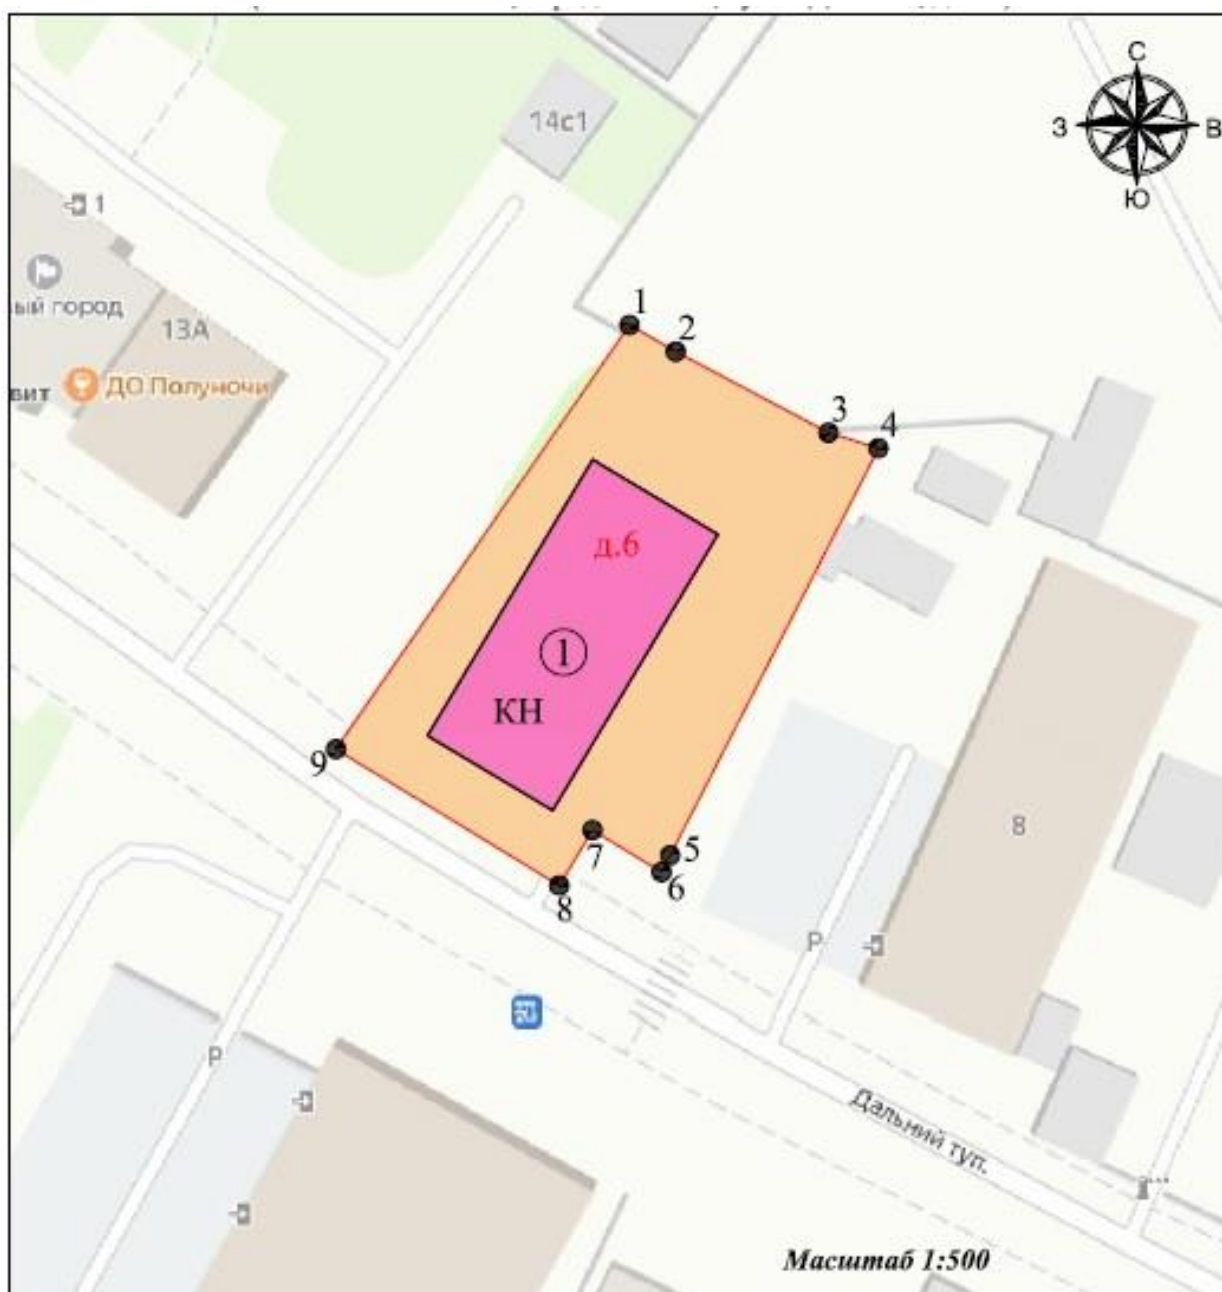 С
З
В
Ю
14с1
1
ый город
13А
вит
ДО Полуночи
1
2
3
4
д.6
1
КН
9
5
7
6
8
8
P
P
Дальний туп.
Масштаб 1:500